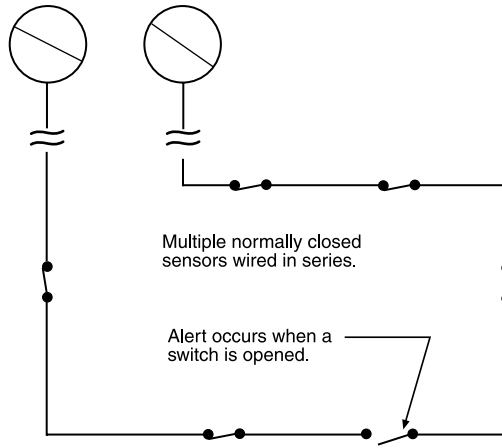 Multiple normally closed
sensors wired in series.
Alert occurs when a
switch is opened.